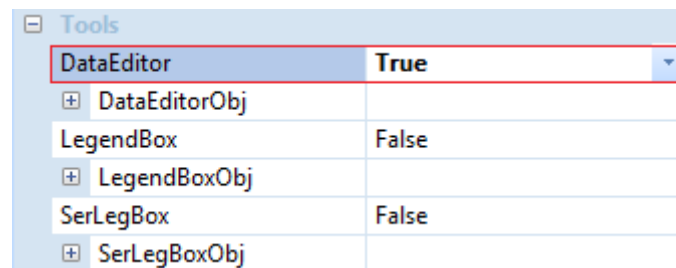 Tools
DataEditor True
DataEditorObj
LegendBox False
LegendBoxObj
SerLegBox False
SerLegBoxObj